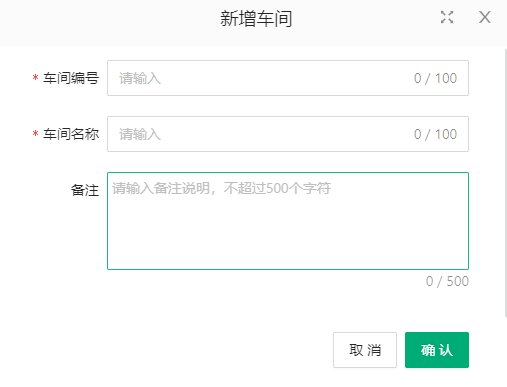 新增车间
* 车间编号 请输入 0 / 100
* 车间名称 请输入 0 / 100
备注 请输入备注说明，不超过500个字符
0 / 500
取 消 确 认